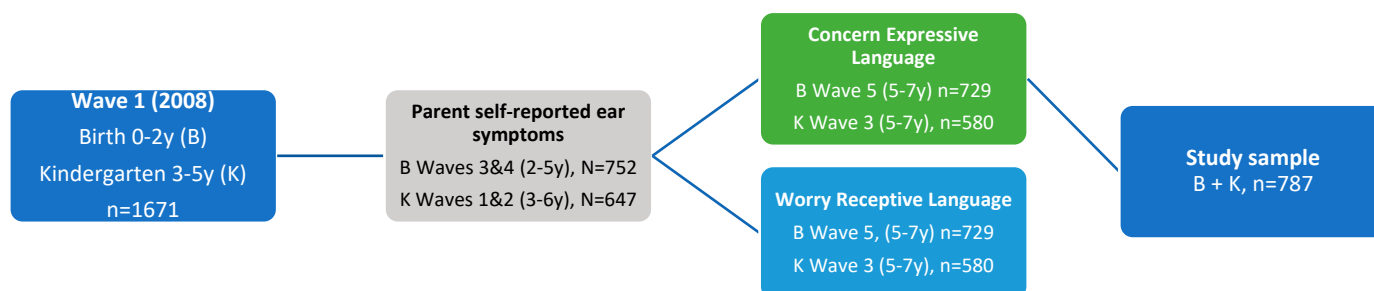 Wave 1 (2008)
Birth 0-2y (B)
Kindergarten 3-5y (K)
n=1671
Parent self-reported ear
symptoms
B Waves 3&4 (2-5y), N=752
K Waves 1&2 (3-6y), N=647
Concern Expressive
Language
B Wave 5 (5-7y) n=729
K Wave 3 (5-7y), n=580
Worry Receptive Language
B Wave 5, (5-7y) n=729
K Wave 3 (5-7y), n=580
Study sample
B + K, n=787